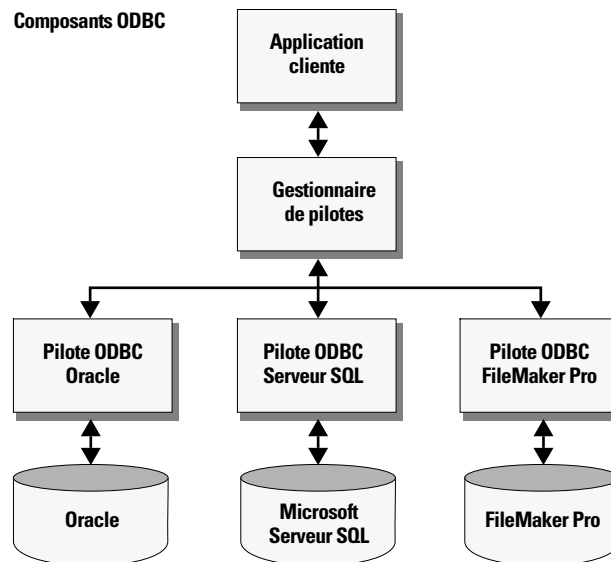 Composants ODBC
Application
cliente
Gestionnaire
de pilotes
Pilote ODBC
Oracle
Pilote ODBC
Serveur SQL
Pilote ODBC
FileMaker Pro
Oracle
Microsoft
Serveur SQL
FileMaker Pro